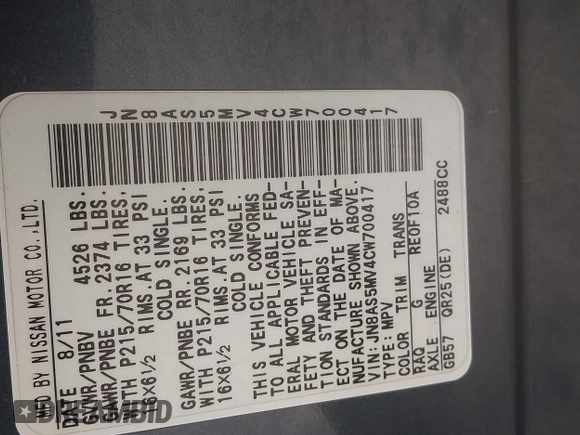 JN8AS5MV4CW700417
MFD BY NISSAN MOTOR CO.,LTD.
DATE 8/11
GVWR/PNBV 4526 LBS.
GAWR/PNBE FR. 2374 LBS.
WITH P215/70R16 TIRES,
16X6½ RIMS.AT 33 PSI
COLD SINGLE.
GAWR/PNBE RR. 2169 LBS.
WITH P215/70R16 TIRES,
16X6½ RIMS.AT 33 PSI
COLD SINGLE.
THIS VEHICLE CONFORMS
TO ALL APPLICABLE FED-
ERAL MOTOR VEHICLE SA-
FETY AND THEFT PREVEN-
TION STANDARDS IN EFF-
ECT ON THE DATE OF MA-
NUFACTURE SHOWN ABOVE.
VIN:JN8AS5MV4CW700417
TYPE: MPV
COLOR TRIM TRANS
RAQ G RE0F10A
AXLE ENGINE
GB57 QR25(DE) 2488CC
DREAMBID